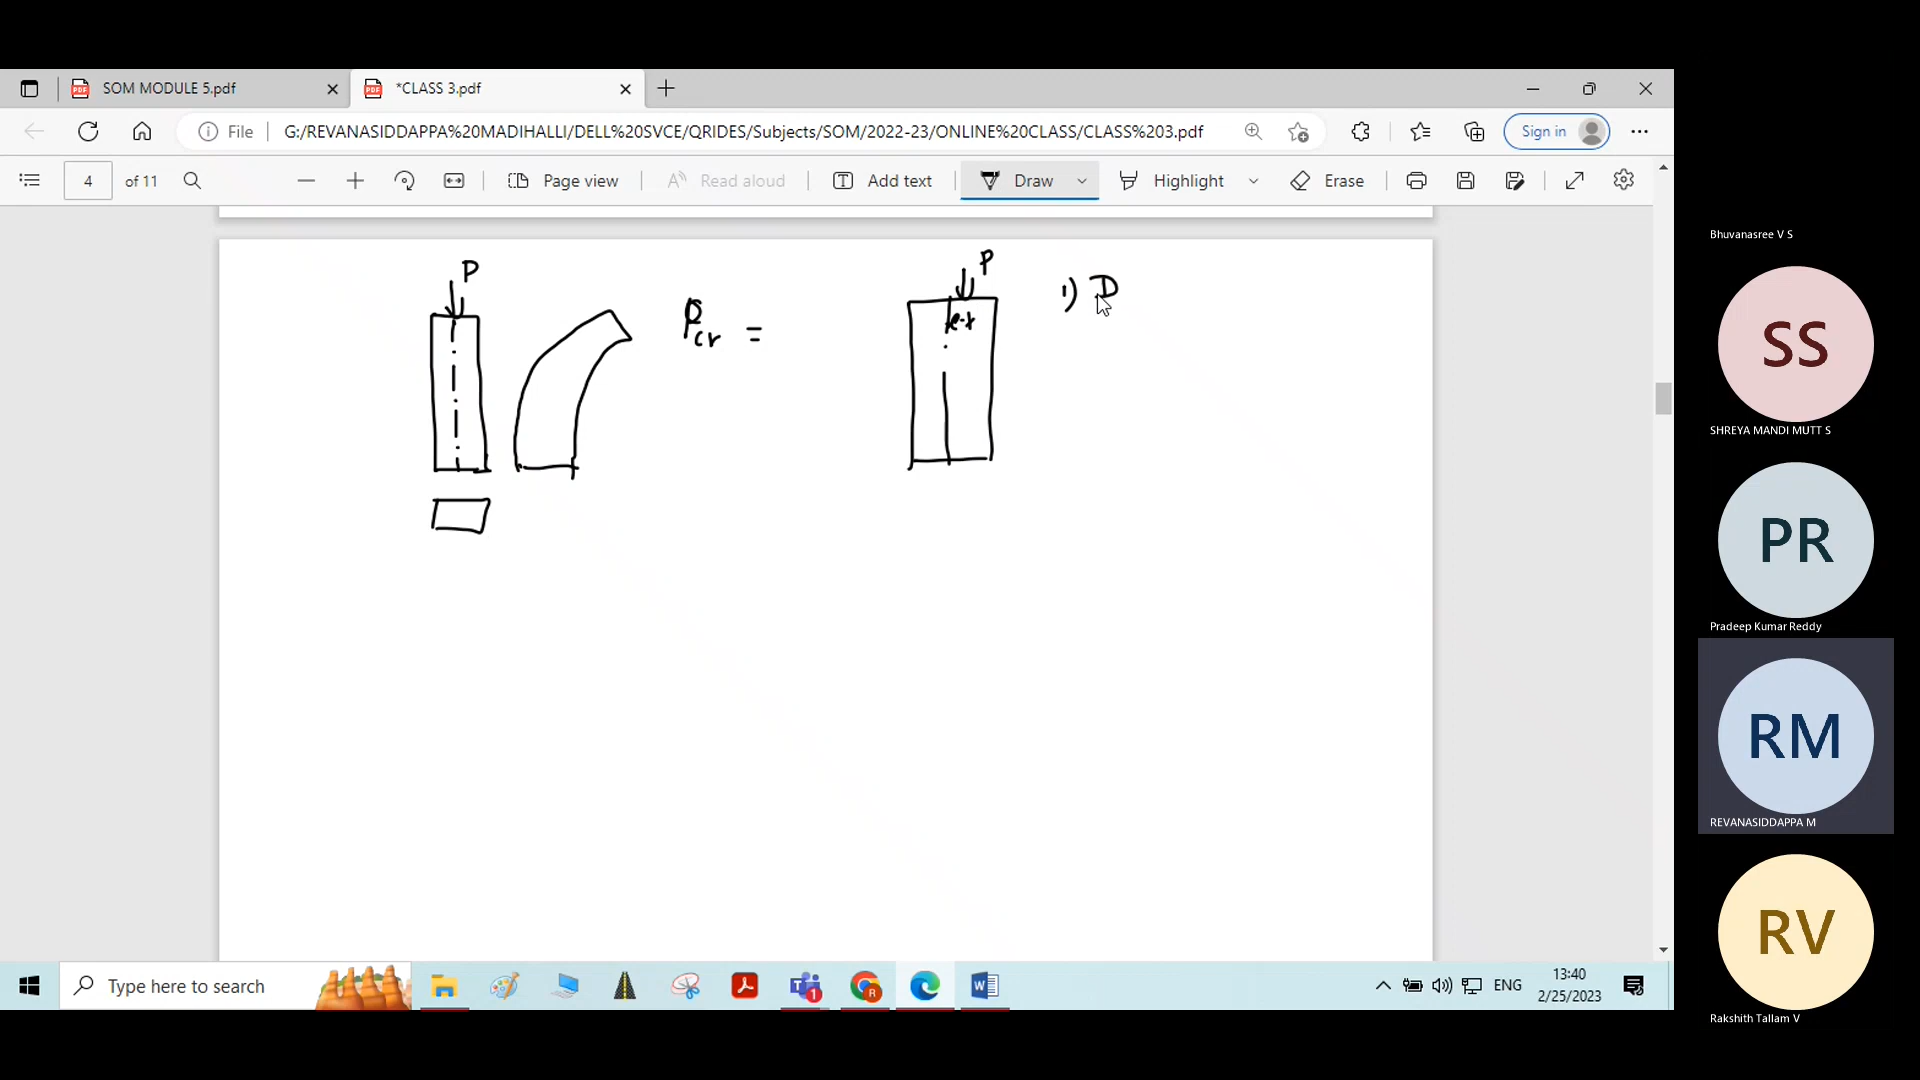 SOM MODULE 5.pdf
*CLASS 3.pdf
File
G:/REVANASIDDAPPA%20MADIHALLI/DELL%20SVCE/QRIDES/Subjects/SOM/2022-23/ONLINE%20CLASS/CLASS%203.pdf
Sign in
4 of 11
Page view
Read aloud
Add text
Draw
Highlight
Erase
P
Pcr =
P
1) D
Bhuvanasree V S
SS
SHREYA MANDI MUTT S
PR
Pradeep Kumar Reddy
RM
REVANASIDDAPPA M
RV
Rakshith Tallam V
Type here to search
1
R
ENG
13:40
2/25/2023